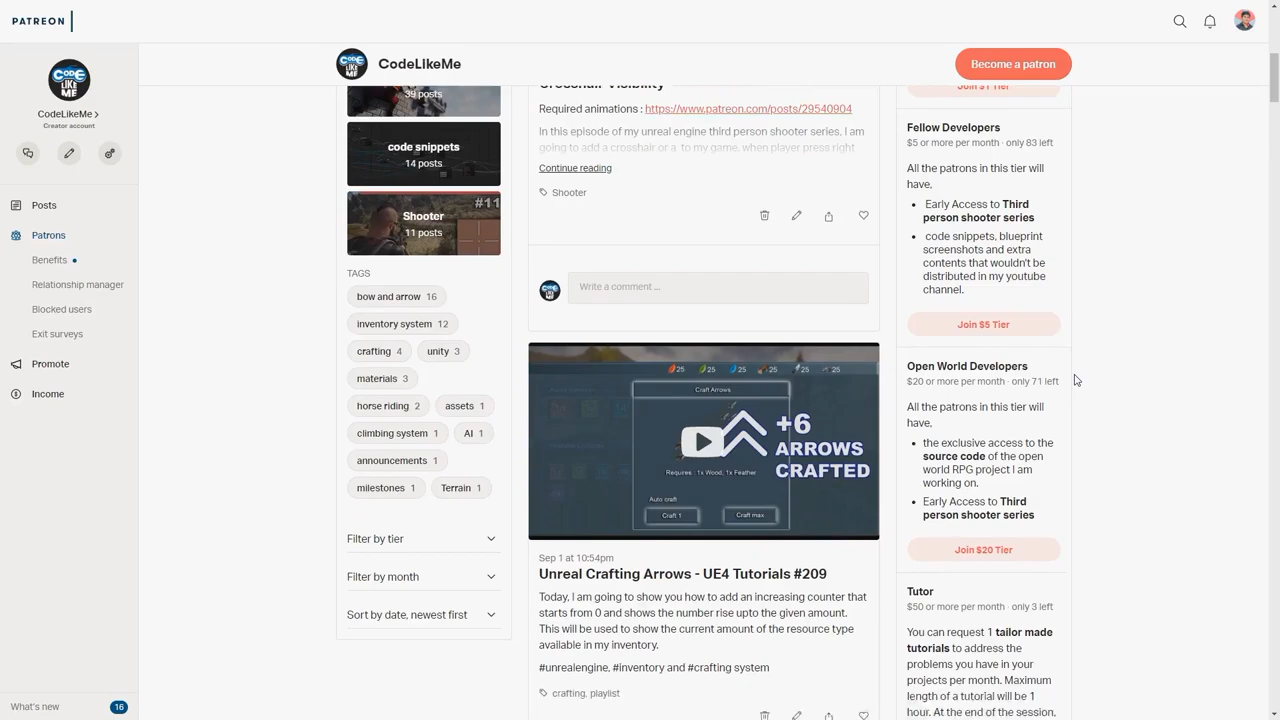 PATREON
CodeLikeMe
Creator account
Posts
Patrons
Benefits
Relationship manager
Blocked users
Exit surveys
Promote
Income
What's new
16
CodeLikeMe
Become a patron
39 posts
code snippets
14 posts
#11
Shooter
11 posts
TAGS
bow and arrow 16
inventory system 12
crafting 4 unity 3
materials 3
horse riding 2 assets 1
climbing system 1 AI 1
announcements 1
milestones 1 Terrain 1
Filter by tier
Filter by month
Sort by date, newest first
Crosshair Visibility
Required animations : https://www.patreon.com/posts/29540904
In this episode of my unreal engine third person shooter series, I am
going to add a crosshair or a to my game, when player press right
Continue reading
Shooter
Write a comment ...
25 25 25 25 25 25
Craft Arrows
+6
ARROWS
CRAFTED
Requires : 1x Wood, 1x Feather
Auto craft
Craft 1 Craft max
Sep 1 at 10:54pm
Unreal Crafting Arrows - UE4 Tutorials #209
Today, I am going to show you how to add an increasing counter that
starts from 0 and shows the number rise upto the given amount.
This will be used to show the current amount of the resource type
available in my inventory.
#unrealengine, #inventory and #crafting system
crafting, playlist
Join $1 Tier
Fellow Developers
$5 or more per month · only 83 left
All the patrons in this tier will
have,
Early Access to Third
person shooter series
code snippets, blueprint
screenshots and extra
contents that wouldn't be
distributed in my youtube
channel.
Join $5 Tier
Open World Developers
$20 or more per month · only 71 left
All the patrons in this tier will
have,
the exclusive access to the
source code of the open
world RPG project I am
working on.
Early Access to Third
person shooter series
Join $20 Tier
Tutor
$50 or more per month · only 3 left
You can request 1 tailor made
tutorials to address the
problems you have in your
projects per month. Maximum
length of a tutorial will be 1
hour. At the end of the session,